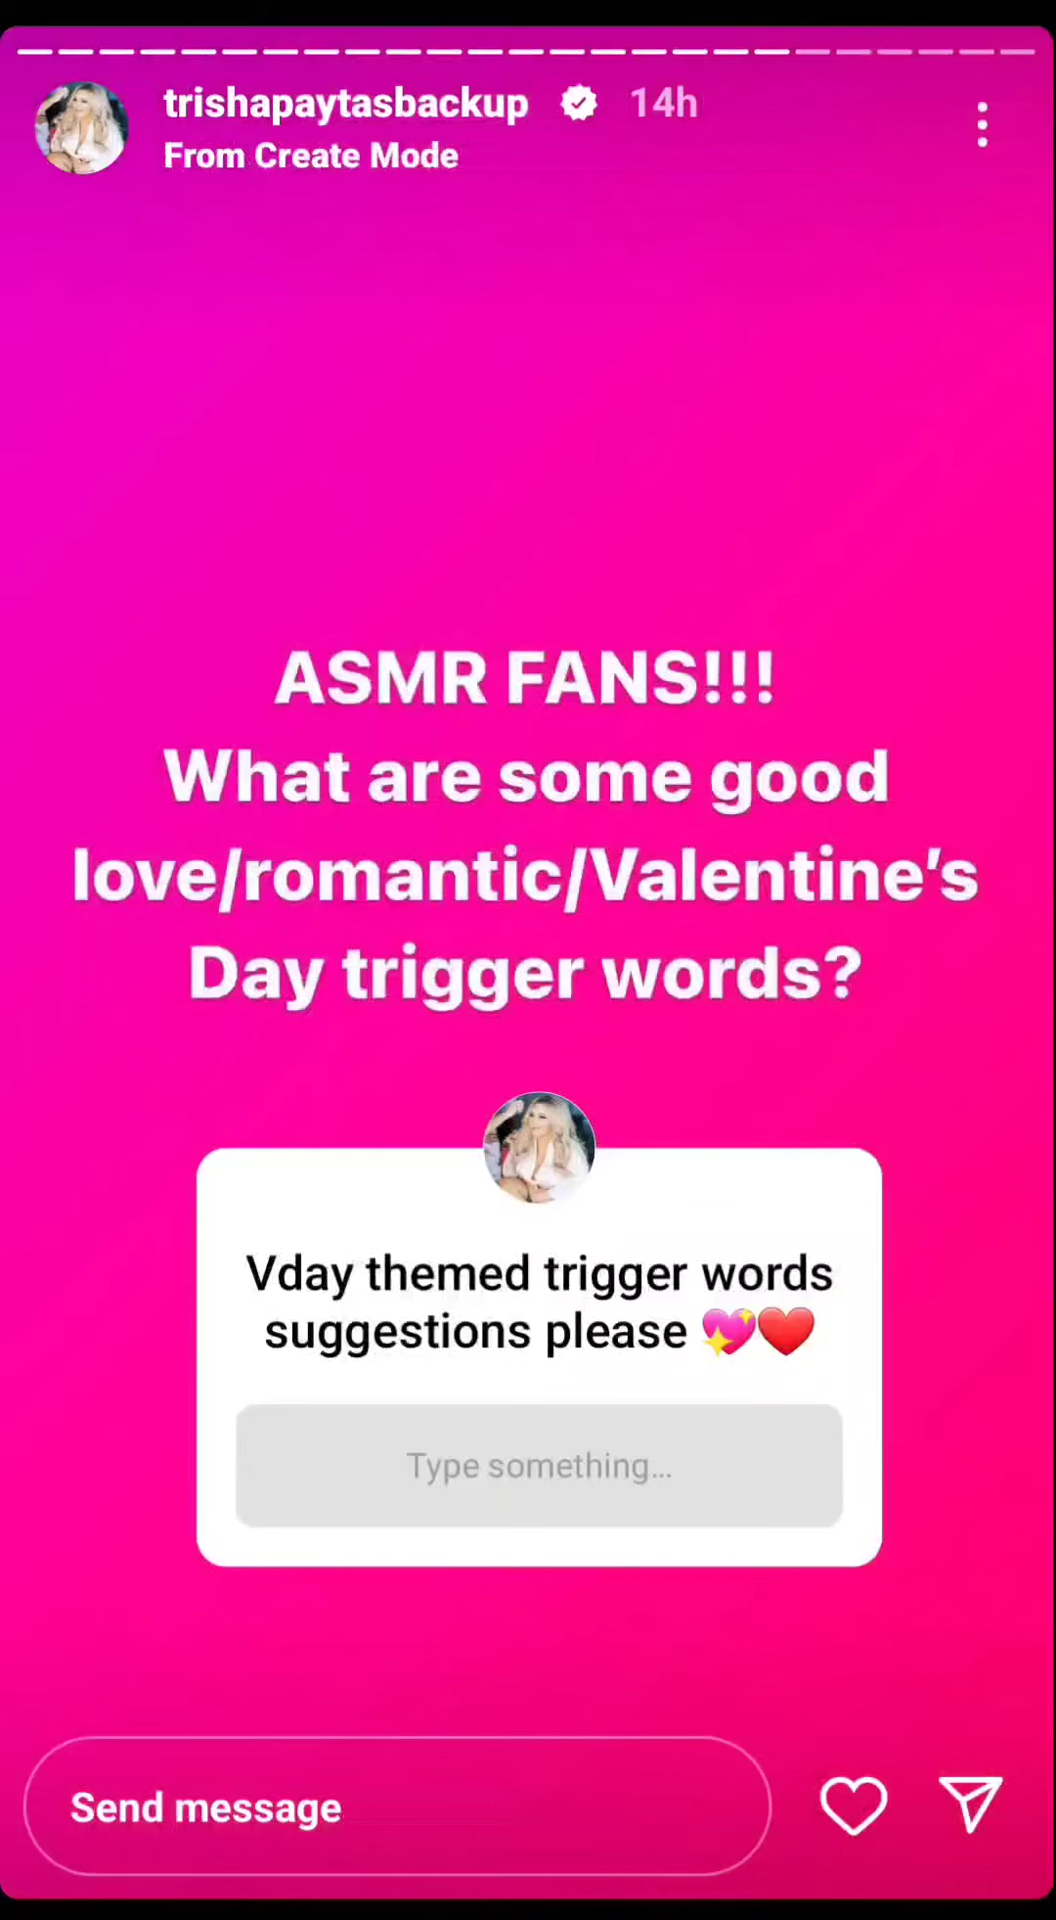 trishapaytasbackup 14h
From Create Mode
ASMR FANS!!!
What are some good
love/romantic/Valentine’s
Day trigger words?
Vday themed trigger words
suggestions please 💖❤️
Type something...
Send message